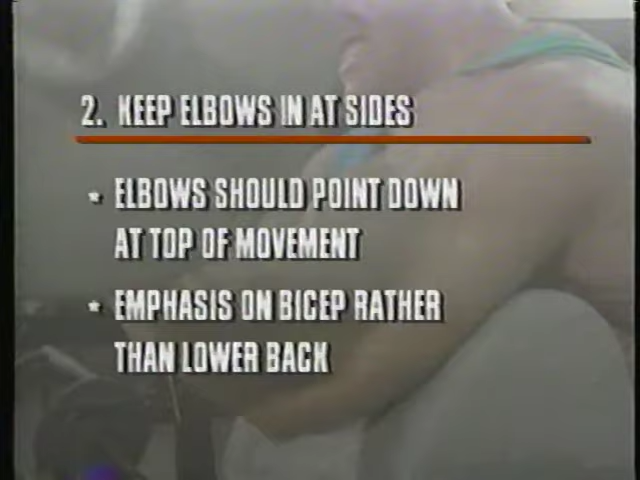 2. KEEP ELBOWS IN AT SIDES
* ELBOWS SHOULD POINT DOWN
AT TOP OF MOVEMENT
* EMPHASIS ON BICEP RATHER
THAN LOWER BACK